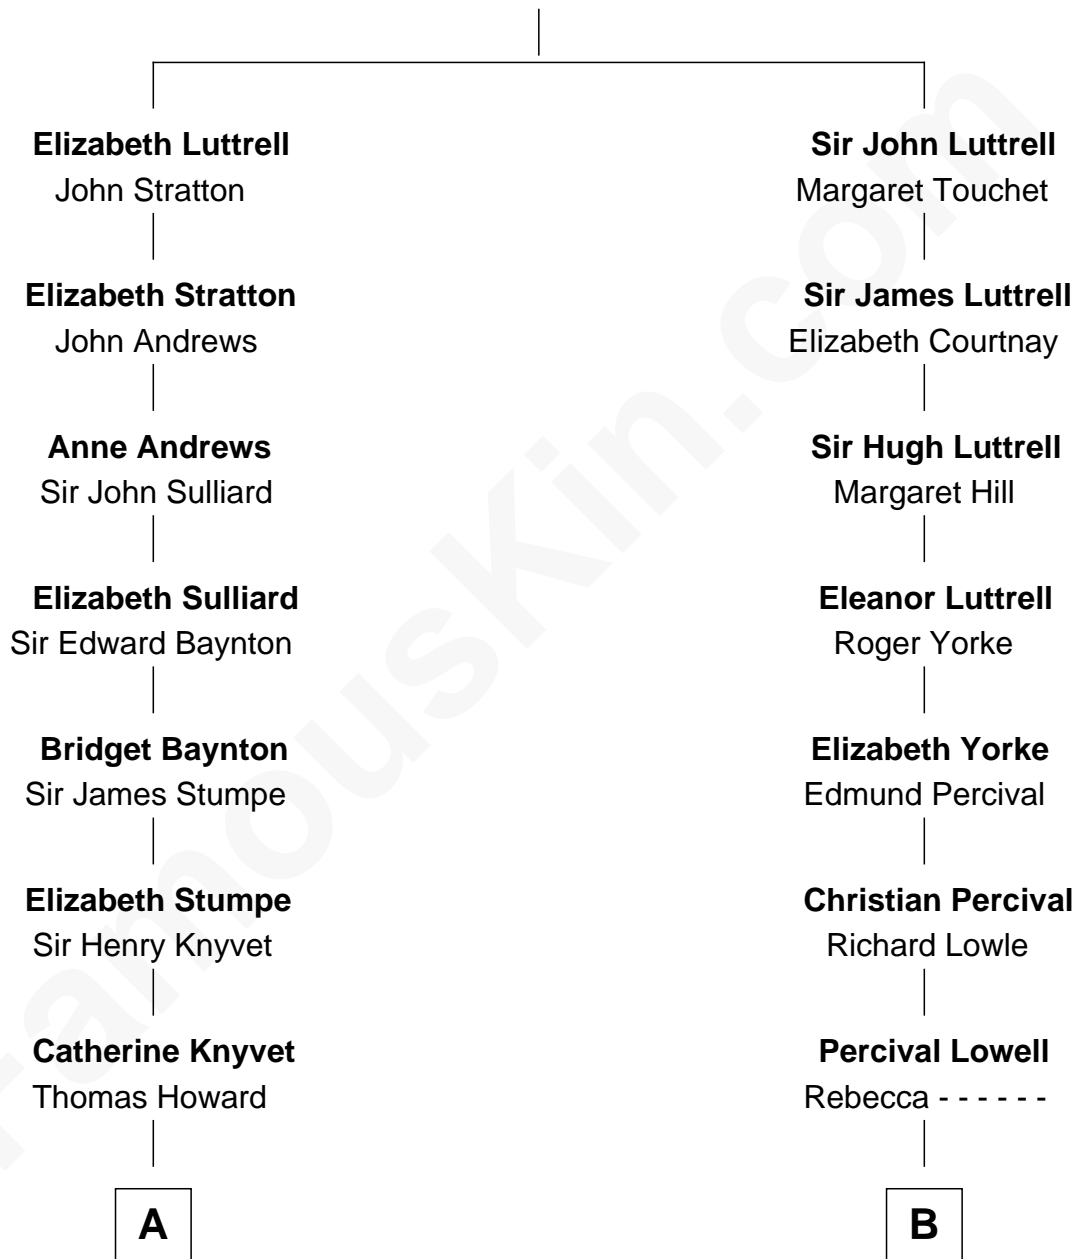 Elizabeth Luttrell
John Stratton
Elizabeth Stratton
John Andrews
Anne Andrews
Sir John Sulliard
Elizabeth Sulliard
Sir Edward Baynton
Bridget Baynton
Sir James Stumpe
Elizabeth Stumpe
Sir Henry Knyvet
Catherine Knyvet
Thomas Howard
A
Sir John Luttrell
Margaret Touchet
Sir James Luttrell
Elizabeth Courtnay
Sir Hugh Luttrell
Margaret Hill
Eleanor Luttrell
Roger Yorke
Elizabeth Yorke
Edmund Percival
Christian Percival
Richard Lowle
Percival Lowell
Rebecca - - - - - -
B
FamousKin.com